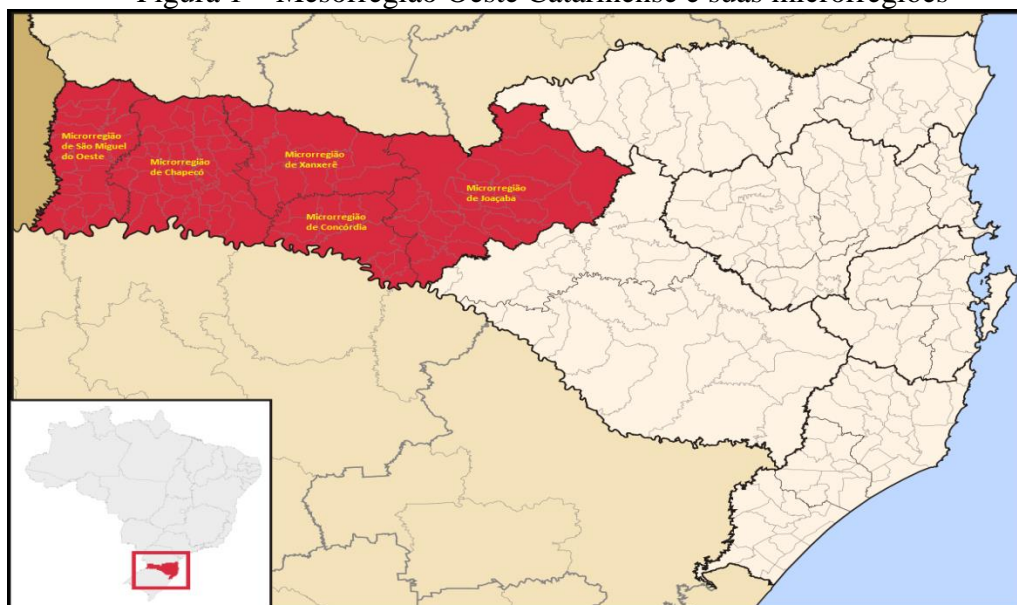 Figura 1 – Mesorregião Oeste Catarinense e suas microrregiões
Microrregião
de São Miguel
do Oeste
Microrregião
de Chapecó
Microrregião
de Xanxerê
Microrregião
de Concórdia
Microrregião
de Joaçaba